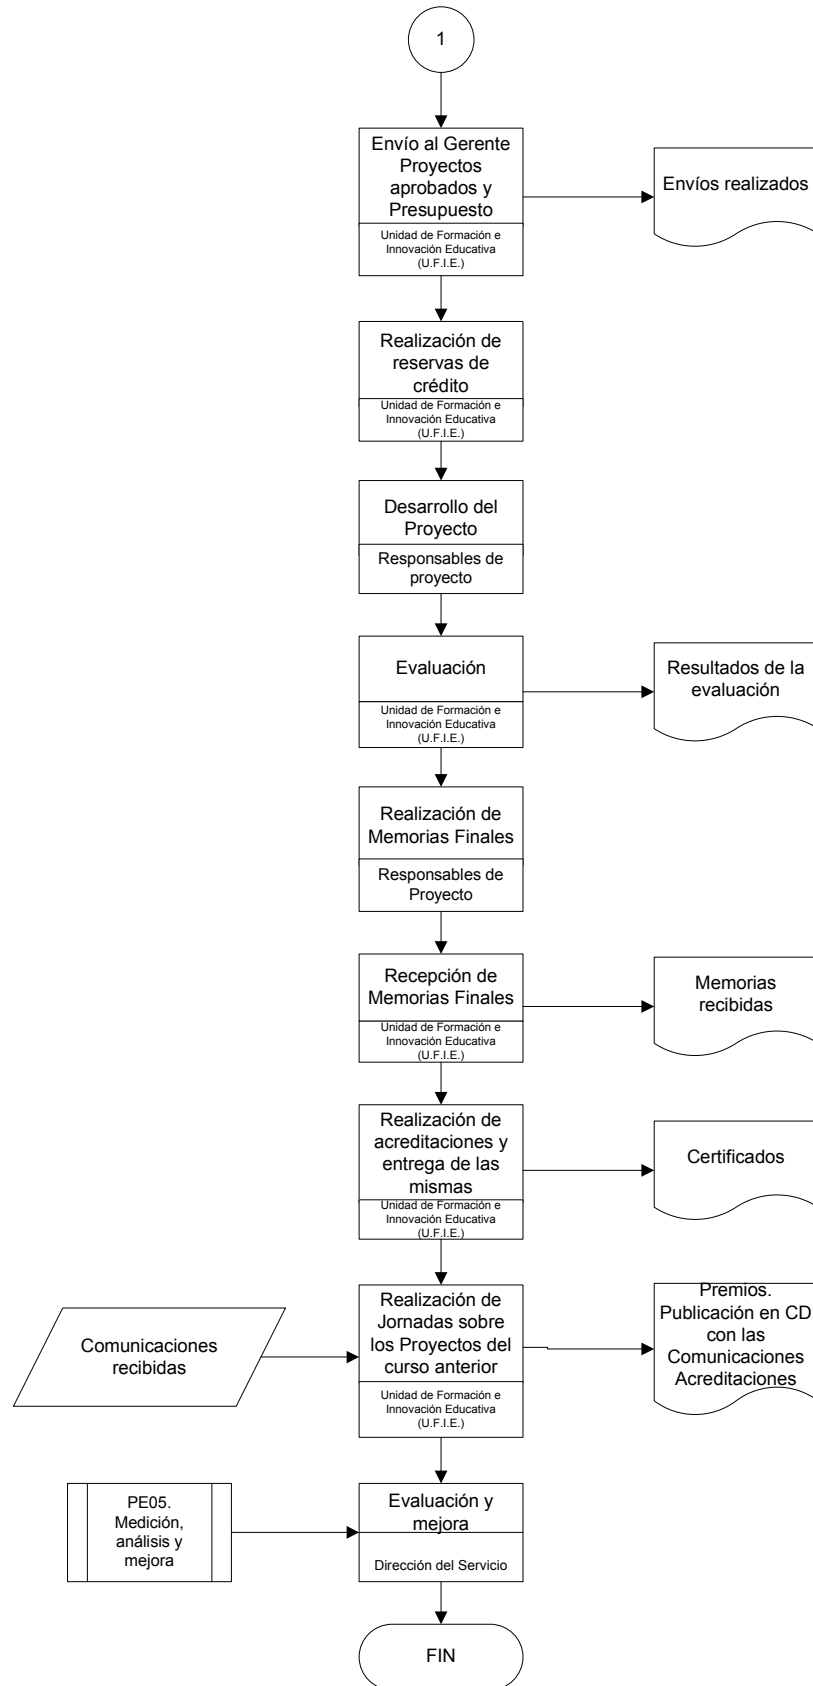 1
Envío al Gerente
Proyectos
aprobados y
Presupuesto
Unidad de Formación e
Innovación Educativa
(U.F.I.E.)
Envíos realizados
Realización de
reservas de
crédito
Unidad de Formación e
Innovación Educativa
(U.F.I.E.)
Desarrollo del
Proyecto
Responsables de
proyecto
Evaluación
Unidad de Formación e
Innovación Educativa
(U.F.I.E.)
Resultados de la
evaluación
Realización de
Memorias Finales
Responsables de
Proyecto
Recepción de
Memorias Finales
Unidad de Formación e
Innovación Educativa
(U.F.I.E.)
Memorias
recibidas
Realización de
acreditaciones y
entrega de las
mismas
Unidad de Formación e
Innovación Educativa
(U.F.I.E.)
Certificados
Comunicaciones
recibidas
Realización de
Jornadas sobre
los Proyectos del
curso anterior
Unidad de Formación e
Innovación Educativa
(U.F.I.E.)
Premios.
Publicación en CD
con las
Comunicaciones
Acreditaciones
PE05.
Medición,
análisis y
mejora
Evaluación y
mejora
Dirección del Servicio
FIN